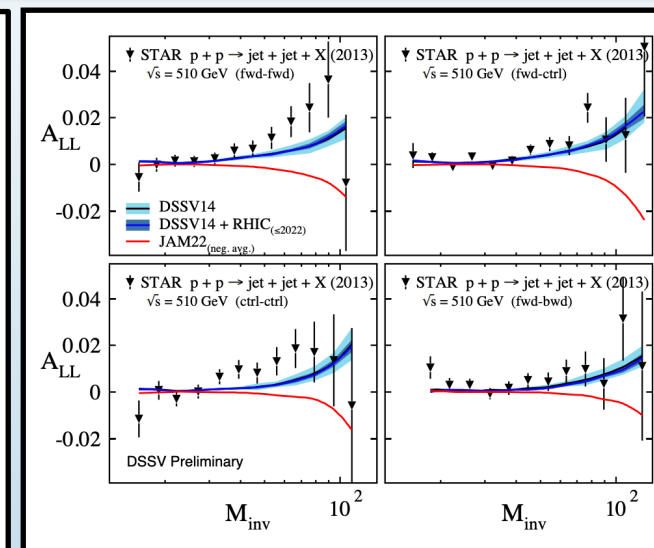 STAR p + p → jet + jet + X (2013)
√s = 510 GeV (fwd-fwd)
STAR p + p → jet + jet + X (2013)
√s = 510 GeV (fwd-ctrl)
0.04
0.02
A_LL
0
-0.02
DSSV14
DSSV14 + RHIC(≤2022)
JAM22(neg. avg.)
STAR p + p → jet + jet + X (2013)
√s = 510 GeV (ctrl-ctrl)
STAR p + p → jet + jet + X (2013)
√s = 510 GeV (fwd-bwd)
0.04
0.02
A_LL
0
-0.02
DSSV Preliminary
M_inv
10^2
M_inv
10^2